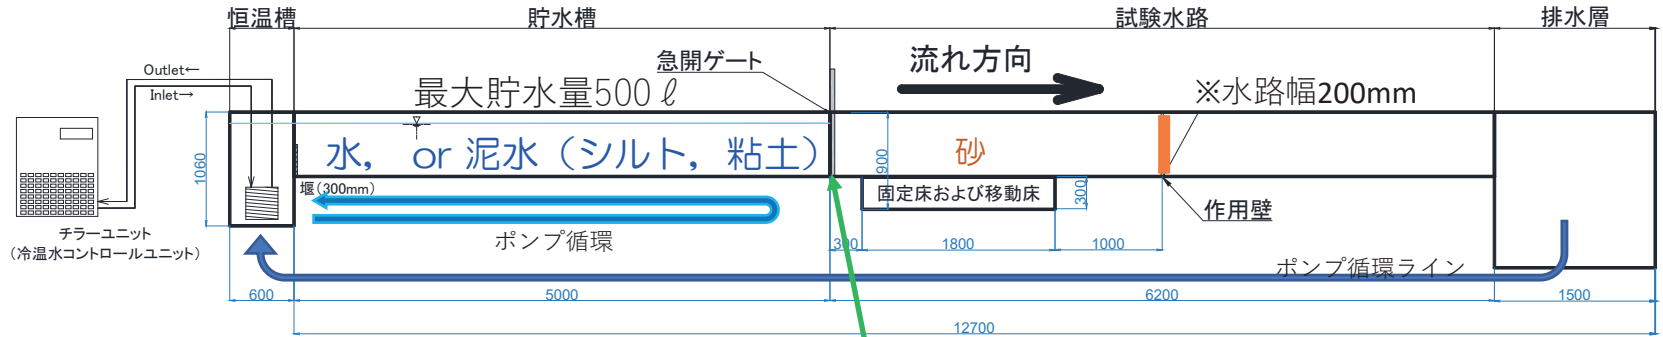 恒温槽
貯水槽
試験水路
排水層
Outlet←
Inlet→
急開ゲート
流れ方向
最大貯水量500ℓ
※水路幅200mm
水， or 泥水（シルト，粘土）
砂
1060
900
堰(300mm)
固定床および移動床
300
作用壁
チラーユニット
(冷温水コントロールユニット)
ポンプ循環
300
1800
1000
ポンプ循環ライン
600
5000
6200
1500
12700